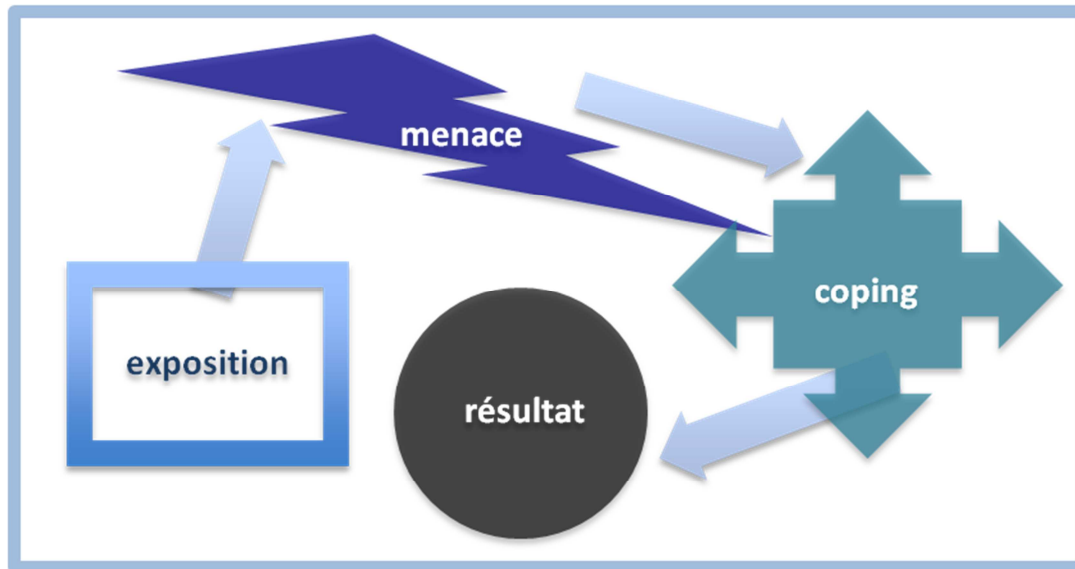 menace
coping
exposition
résultat